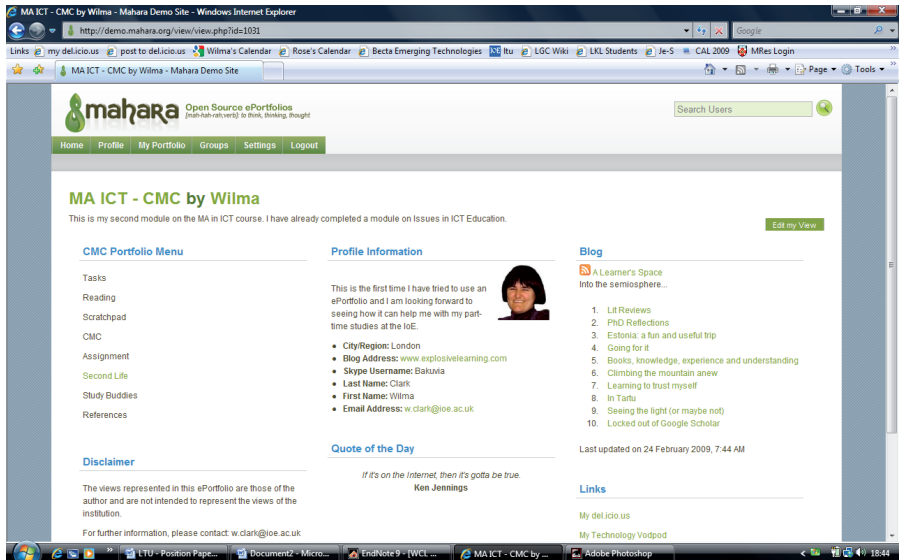 MA ICT - CMC by Wilma - Mahara Demo Site - Windows Internet Explorer
http://demo.mahara.org/view/view.php?id=1031
Google
Links my del.icio.us post to del.icio.us Wilma's Calendar Rose's Calendar Becta Emerging Technologies ltu LGC Wiki LKL Students Je-S CAL 2009 MRes Login
MA ICT - CMC by Wilma - Mahara Demo Site
Page Tools
mahara Open Source ePortfolios
[mah-hah-rah:verb]: to think, thinking, thought
Search Users
Home Profile My Portfolio Groups Settings Logout
MA ICT - CMC by Wilma
This is my second module on the MA in ICT course. I have already completed a module on Issues in ICT Education.
Edit my View
CMC Portfolio Menu
Tasks
Reading
Scratchpad
CMC
Assignment
Second Life
Study Buddies
References
Disclaimer
The views represented in this ePortfolio are those of the
author and are not intended to represent the views of the
institution.
For further information, please contact: w.clark@ioe.ac.uk
Profile Information
This is the first time I have tried to use an
ePortfolio and I am looking forward to
seeing how it can help me with my part-
time studies at the IoE.
City/Region: London
Blog Address: www.explosivelearning.com
Skype Username: Bakuvia
Last Name: Clark
First Name: Wilma
Email Address: w.clark@ioe.ac.uk
Quote of the Day
If it's on the Internet, then it's gotta be true.
Ken Jennings
Blog
A Learner's Space
Into the semiosphere...
1. Lit Reviews
2. PhD Reflections
3. Estonia: a fun and useful trip
4. Going for it
5. Books, knowledge, experience and understanding
6. Climbing the mountain anew
7. Learning to trust myself
8. In Tartu
9. Seeing the light (or maybe not)
10. Locked out of Google Scholar
Last updated on 24 February 2009, 7:44 AM
Links
My del.icio.us
My Technology Vodpod
LTU - Position Pape... Document2 - Micro... EndNote 9 - [WCL ... MA ICT - CMC by ... Adobe Photoshop 18:44